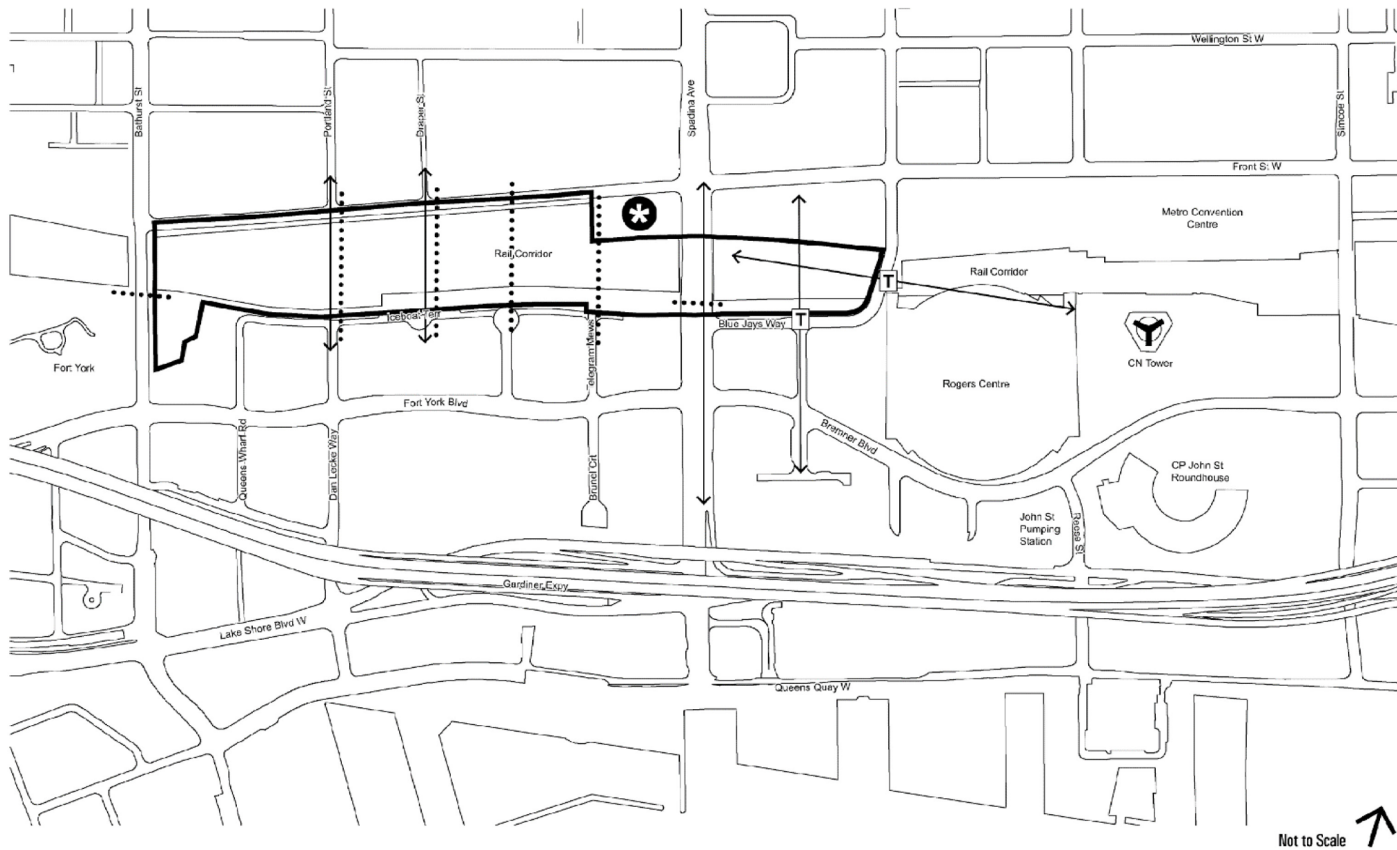 Wellington St W
Bathurst St
Portland St
Draper St
Spadina Ave
Simcoe St
Front St W
*
Metro Convention
Centre
Rail Corridor
Rail Corridor
T
Iceboat Terr
Blue Jays Way
T
Fort York
CN Tower
Telegram Mews
Rogers Centre
Fort York Blvd
Bremner Blvd
Queens Wharf Rd
Dan Leckie Way
Brunel Crt
CP John St
Roundhouse
John St
Pumping
Station
Reese St
Gardiner Expy
Lake Shore Blvd W
Queens Quay W
Not to Scale